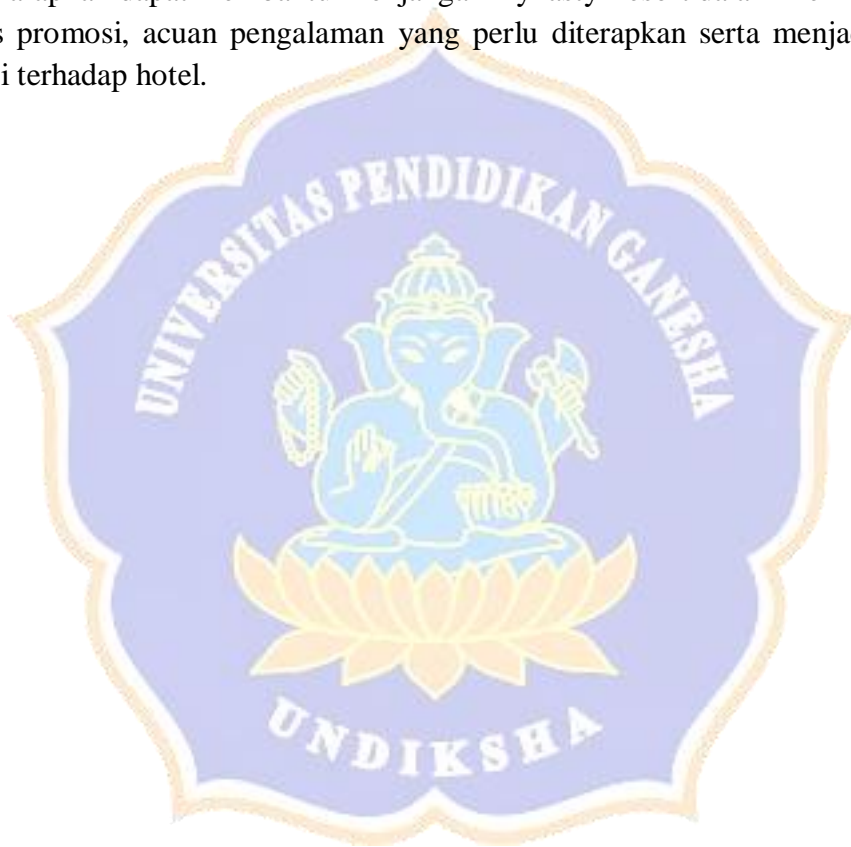 s promosi, acuan pengalaman yang perlu diterapkan serta menja
i terhadap hotel.
UNIVERSITAS PENDIDIKAN GANESHA
UNDIKSHA